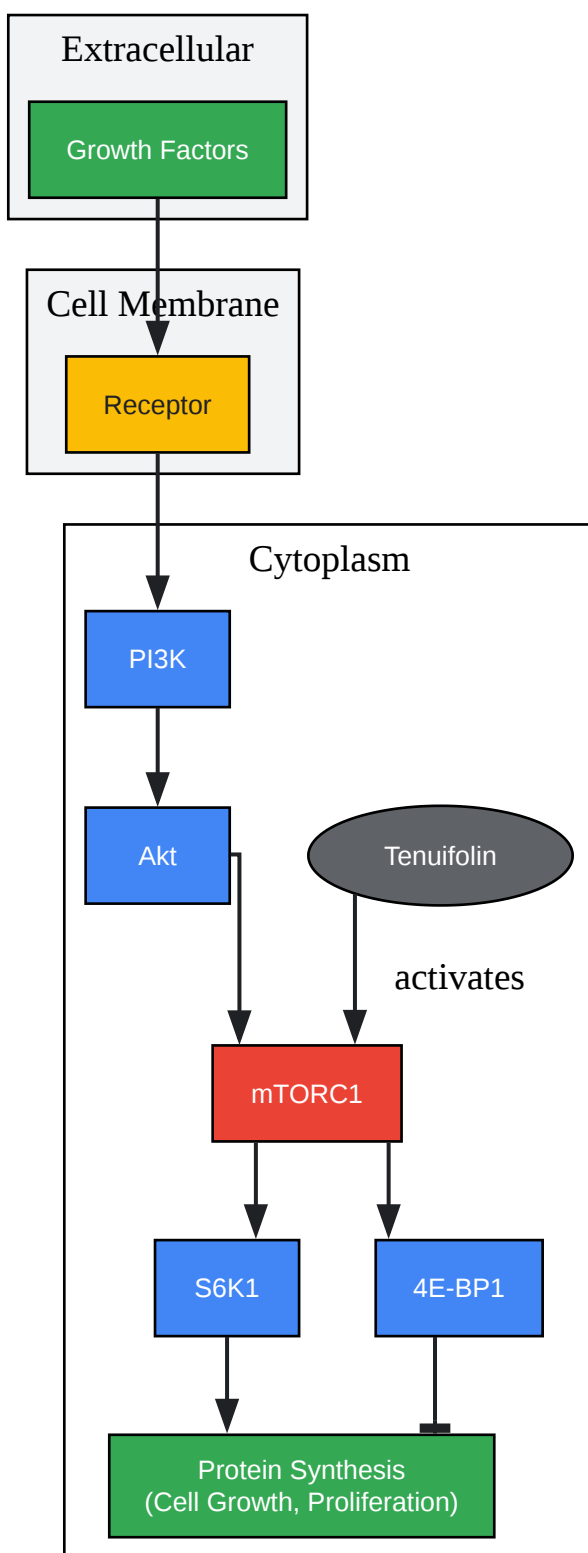 Extracellular
Growth Factors
Cell Membrane
Receptor
Cytoplasm
PI3K
Akt
Tenuifolin
activates
mTORC1
S6K1
4E-BP1
Protein Synthesis
(Cell Growth, Proliferation)